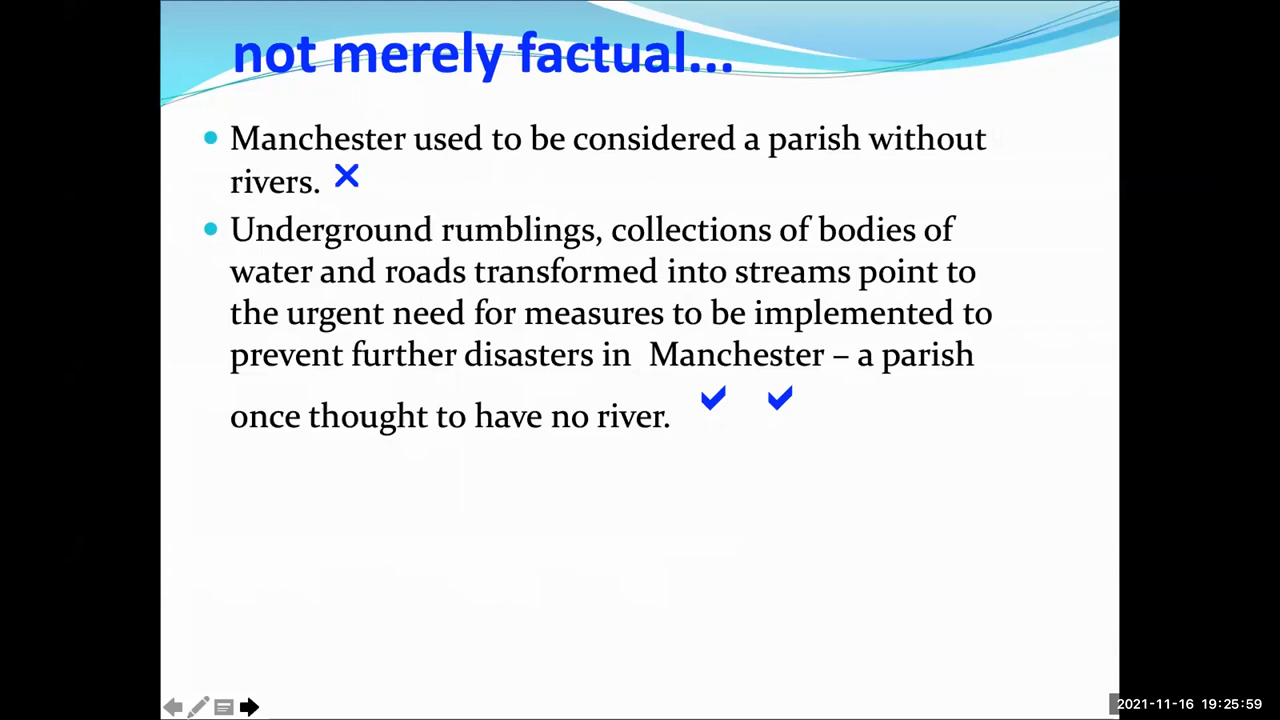 not merely factual...
Manchester used to be considered a parish without
rivers.
Underground rumblings, collections of bodies of
water and roads transformed into streams point to
the urgent need for measures to be implemented to
prevent further disasters in Manchester – a parish
once thought to have no river.
2021-11-16 19:25:59